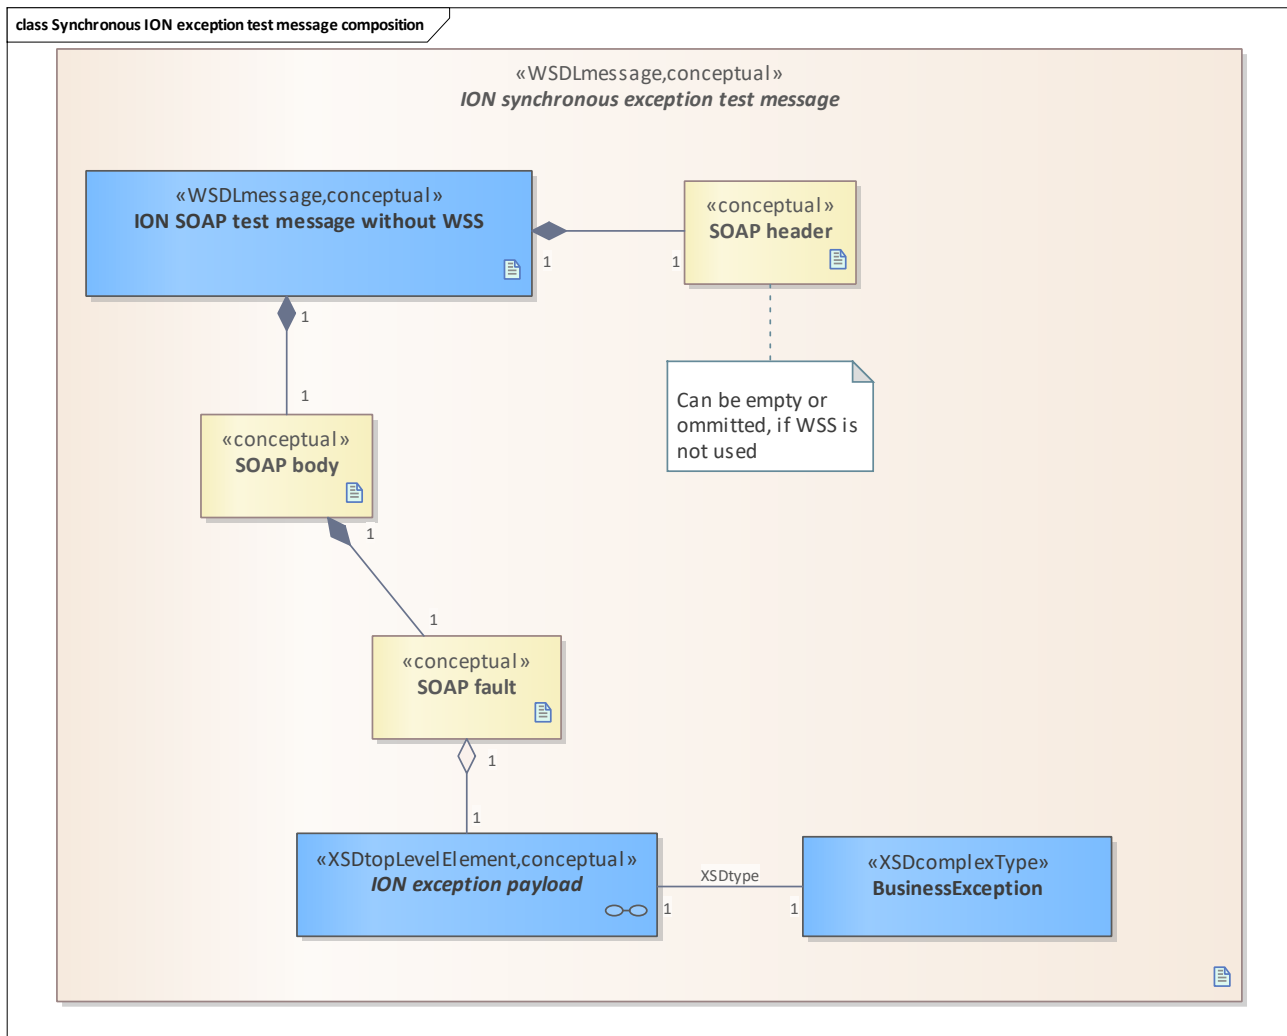 class Synchronous ION exception test message composition
«WSDLmessage,conceptual»
ION synchronous exception test message
«WSDLmessage,conceptual»
ION SOAP test message without WSS
«conceptual»
SOAP header
1
1
1
Can be empty or
ommitted, if WSS is
not used
1
«conceptual»
SOAP body
1
1
«conceptual»
SOAP fault
1
1
«XSDtopLevelElement,conceptual»
ION exception payload
XSDtype
1
1
«XSDcomplexType»
BusinessException